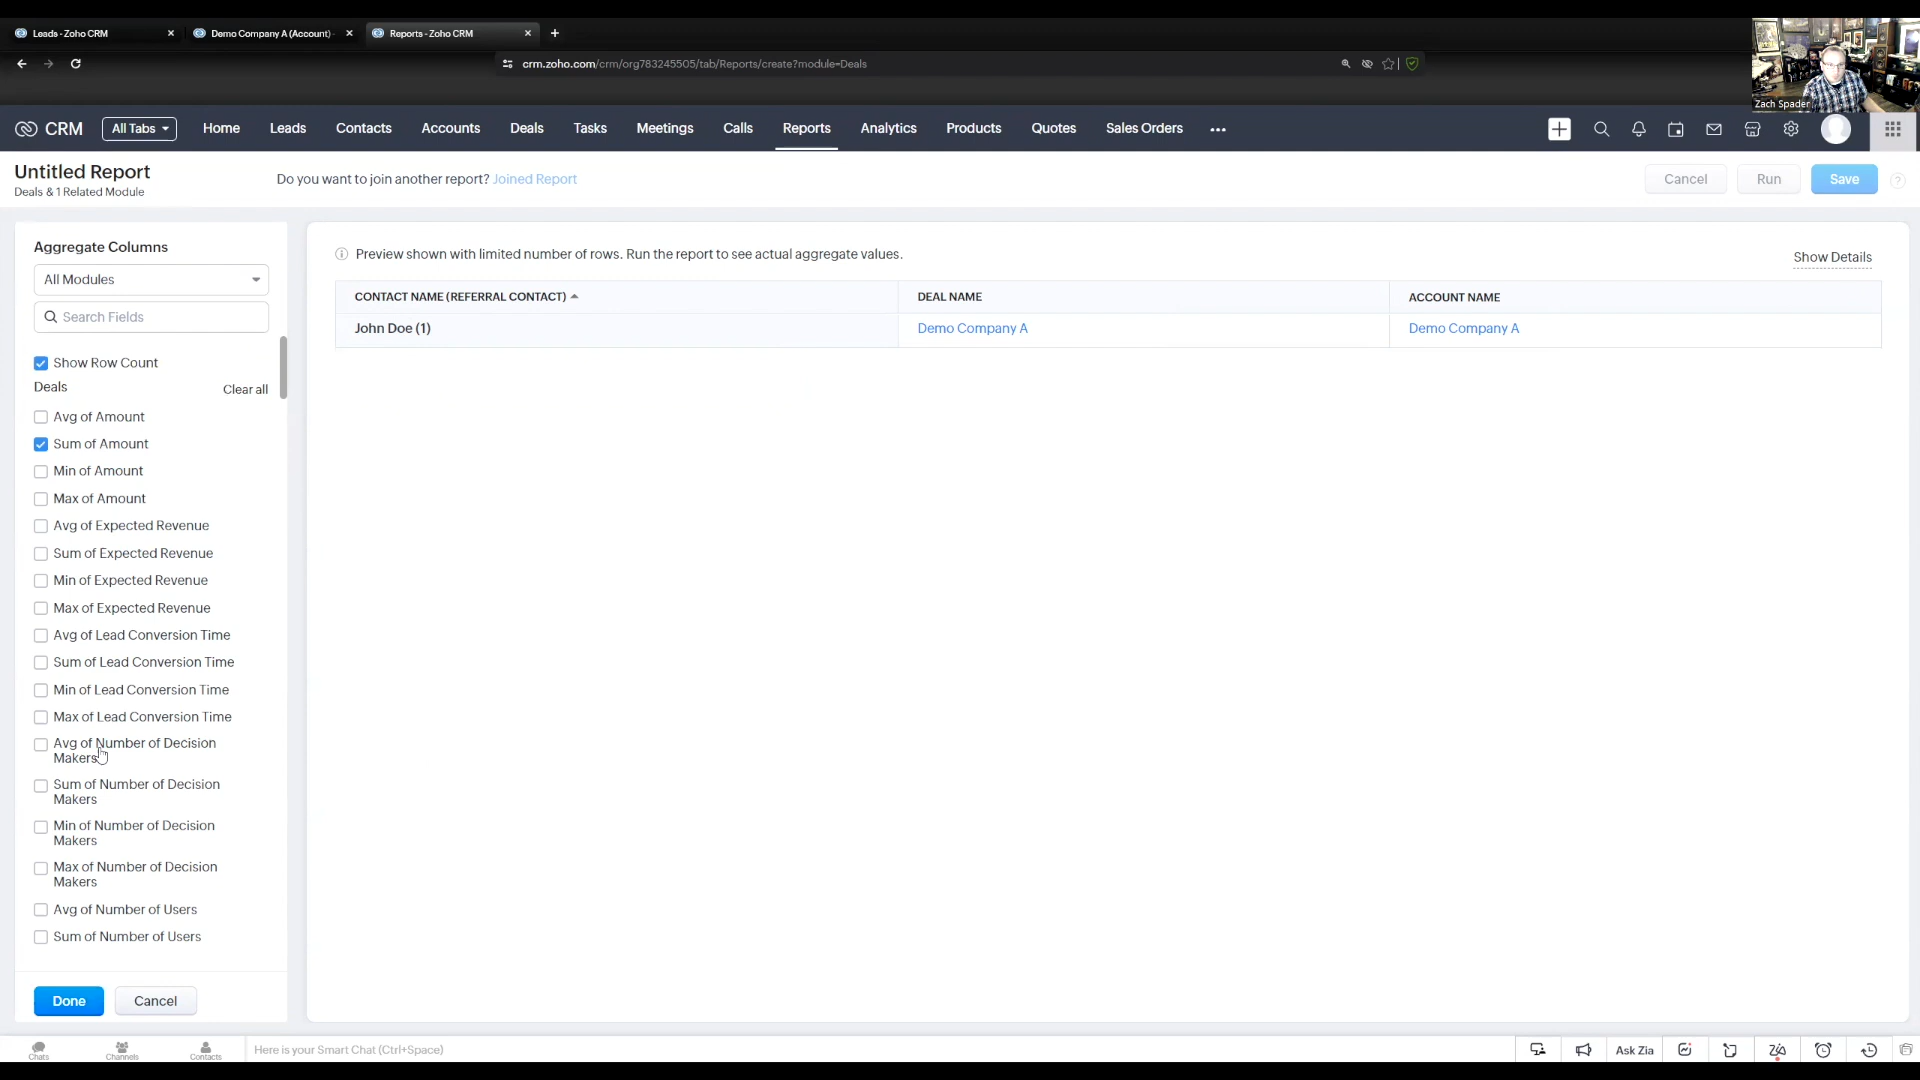 Leads - Zoho CRM
Demo Company A (Account)
Reports - Zoho CRM
crm.zoho.com/crm/org783245505/tab/Reports/create?module=Deals
Zach Spader
CRM
All Tabs
Home
Leads
Contacts
Accounts
Deals
Tasks
Meetings
Calls
Reports
Analytics
Products
Quotes
Sales Orders
Untitled Report
Deals & 1 Related Module
Do you want to join another report? Joined Report
Cancel
Run
Save
Aggregate Columns
All Modules
Search Fields
Show Row Count
Deals
Clear all
Avg of Amount
Sum of Amount
Min of Amount
Max of Amount
Avg of Expected Revenue
Sum of Expected Revenue
Min of Expected Revenue
Max of Expected Revenue
Avg of Lead Conversion Time
Sum of Lead Conversion Time
Min of Lead Conversion Time
Max of Lead Conversion Time
Avg of Number of Decision
Makers
Sum of Number of Decision
Makers
Min of Number of Decision
Makers
Max of Number of Decision
Makers
Avg of Number of Users
Sum of Number of Users
Done
Cancel
Preview shown with limited number of rows. Run the report to see actual aggregate values.
Show Details
CONTACT NAME (REFERRAL CONTACT)
DEAL NAME
ACCOUNT NAME
John Doe (1)
Demo Company A
Demo Company A
Chats
Channels
Contacts
Here is your Smart Chat (Ctrl+Space)
Ask Zia